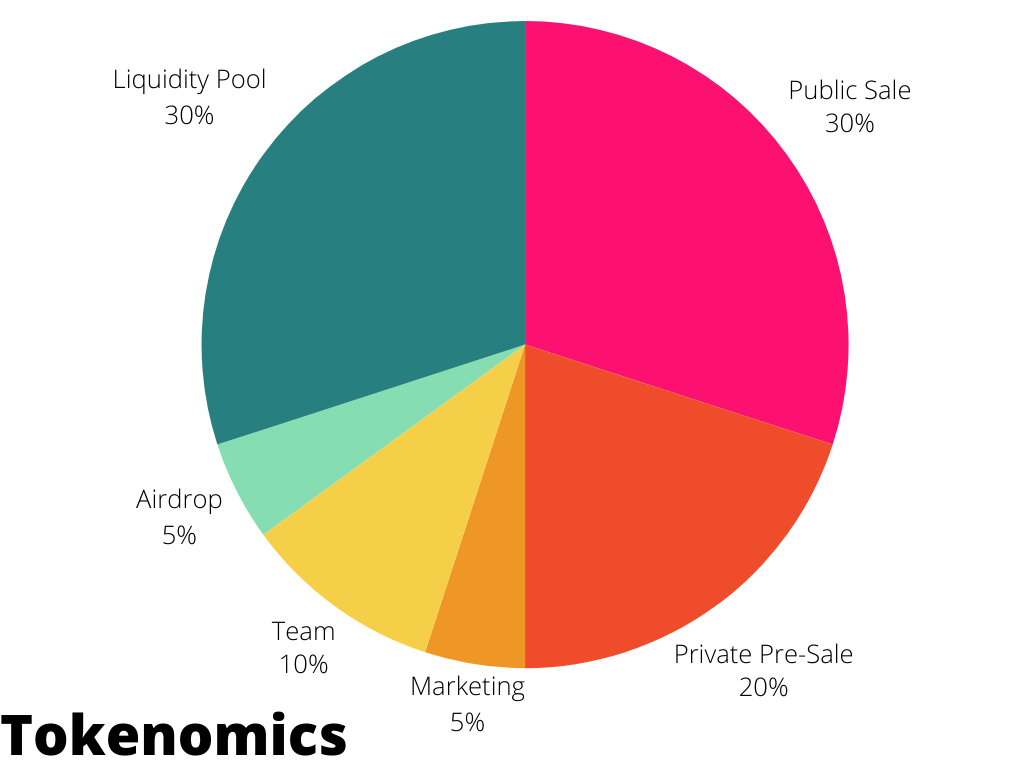 Liquidity Pool
30%
Public Sale
30%
Airdrop
5%
Team
10%
Marketing
5%
Private Pre-Sale
20%
Tokenomics